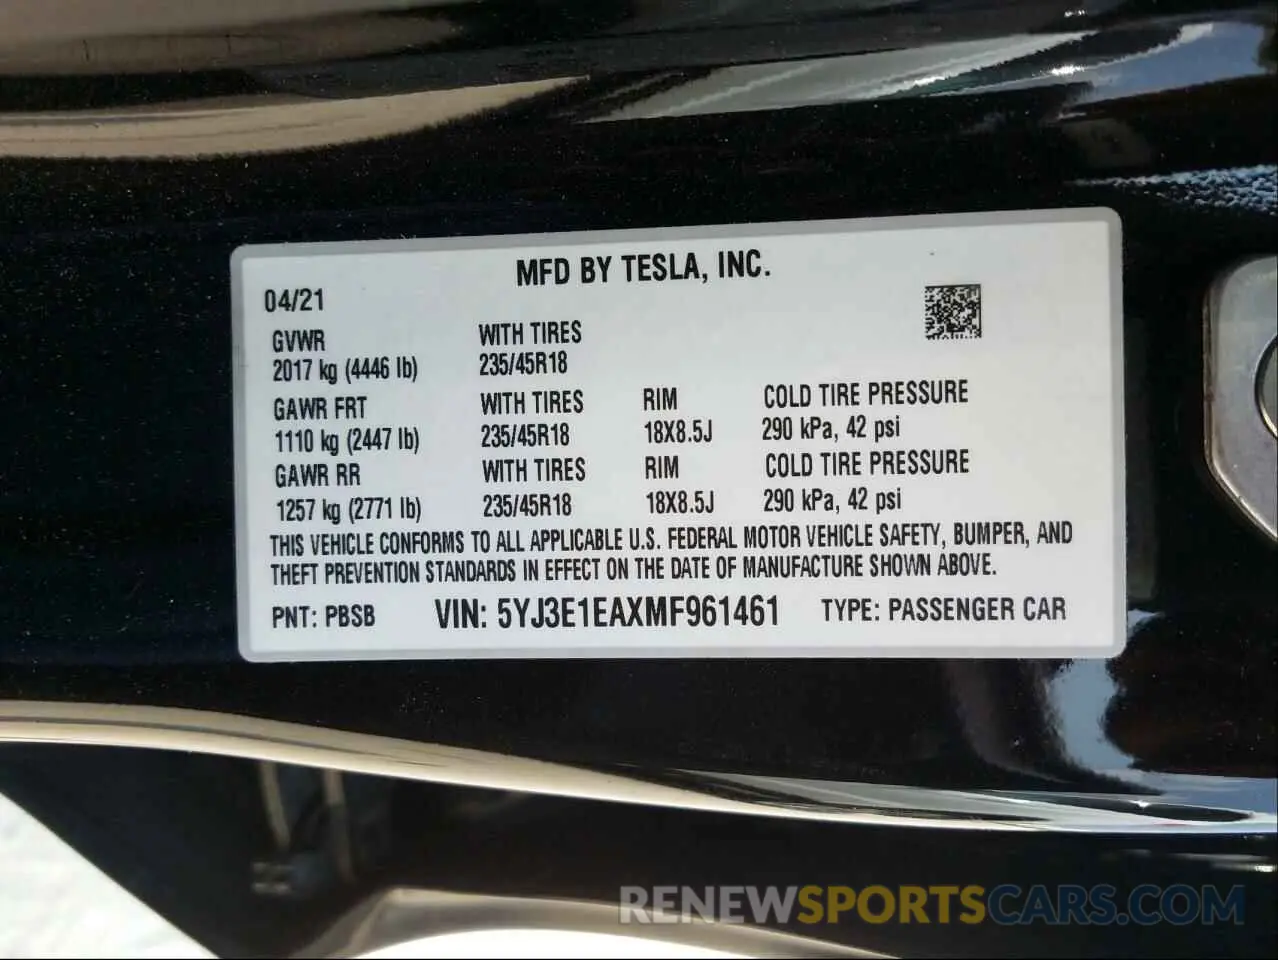 MFD BY TESLA, INC.
04/21
GVWR WITH TIRES
2017 kg (4446 lb) 235/45R18
GAWR FRT WITH TIRES RIM COLD TIRE PRESSURE
1110 kg (2447 lb) 235/45R18 18X8.5J 290 kPa, 42 psi
GAWR RR WITH TIRES RIM COLD TIRE PRESSURE
1257 kg (2771 lb) 235/45R18 18X8.5J 290 kPa, 42 psi
THIS VEHICLE CONFORMS TO ALL APPLICABLE U.S. FEDERAL MOTOR VEHICLE SAFETY, BUMPER, AND
THEFT PREVENTION STANDARDS IN EFFECT ON THE DATE OF MANUFACTURE SHOWN ABOVE.
PNT: PBSB VIN: 5YJ3E1EAXMF961461 TYPE: PASSENGER CAR
RENEWSPORTSCARS.COM